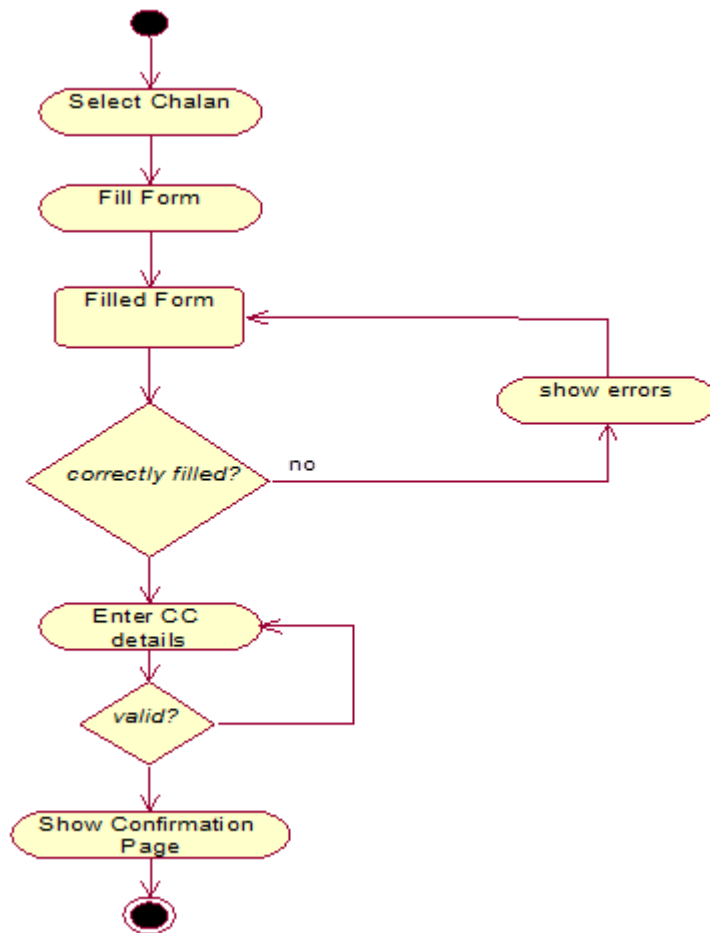 Select Chalan
Fill Form
Filled Form
show errors
correctly filled?
no
Enter CC
details
valid?
Show Confirmation
Page